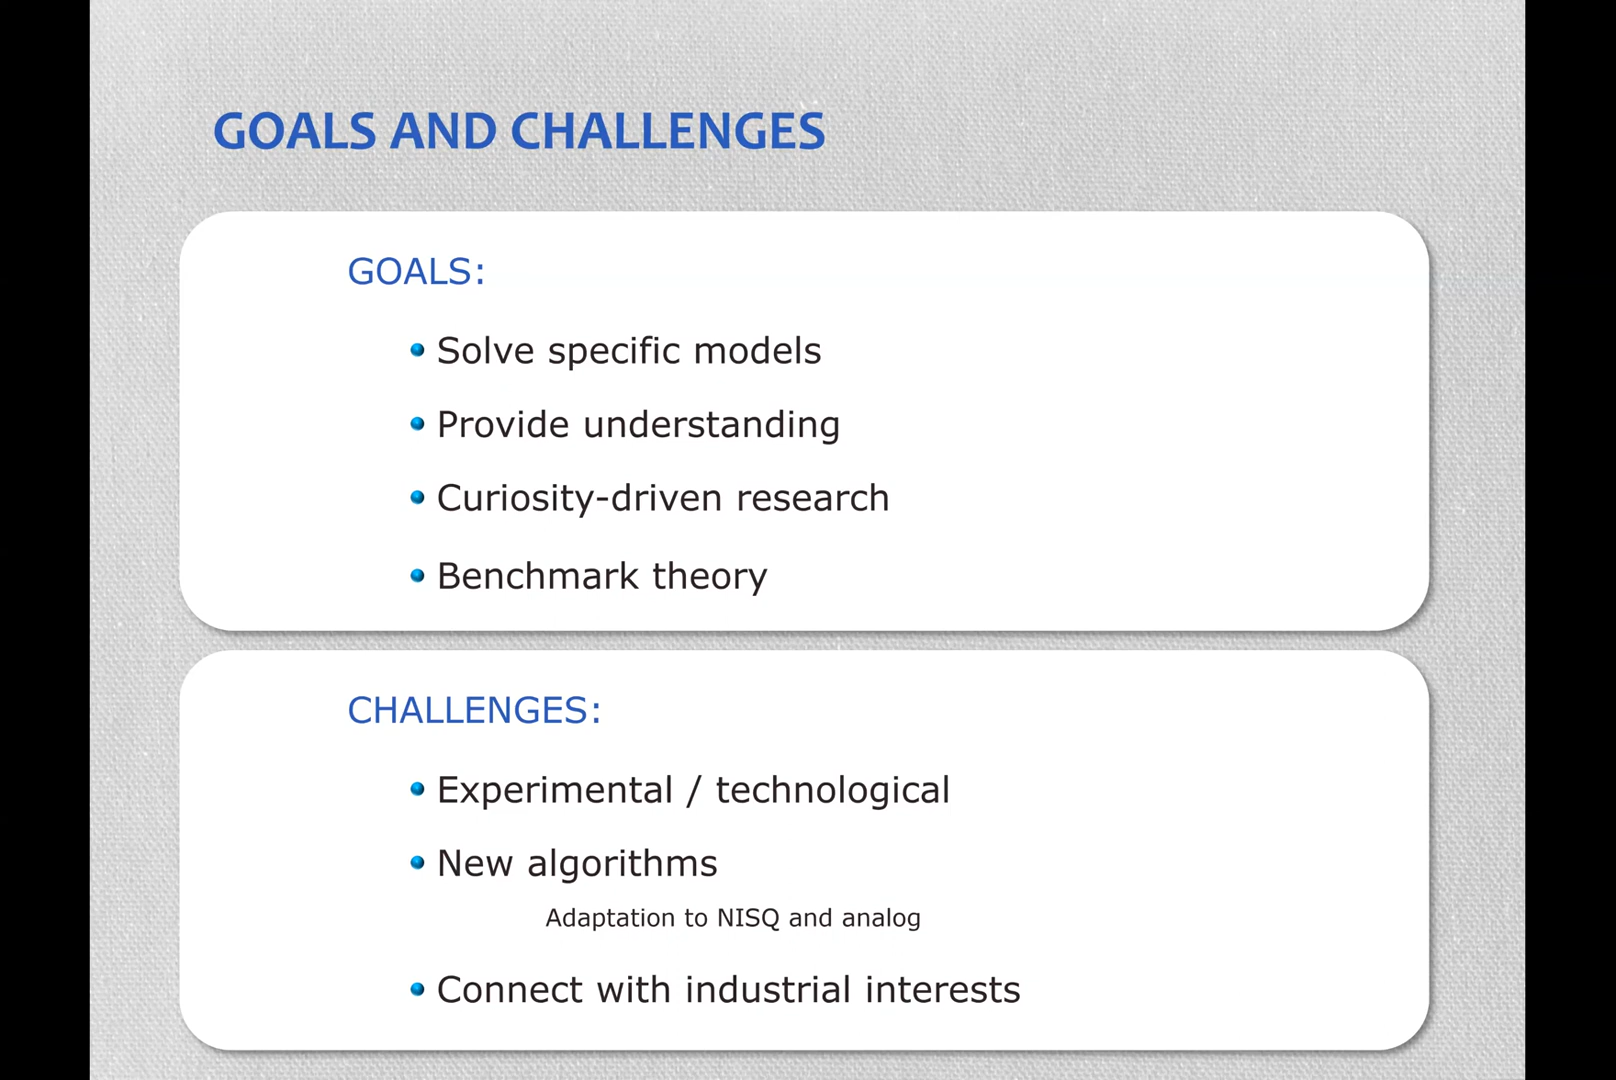 GOALS AND CHALLENGES
GOALS:
Solve specific models
Provide understanding
Curiosity-driven research
Benchmark theory
CHALLENGES:
Experimental / technological
New algorithms
Adaptation to NISQ and analog
Connect with industrial interests